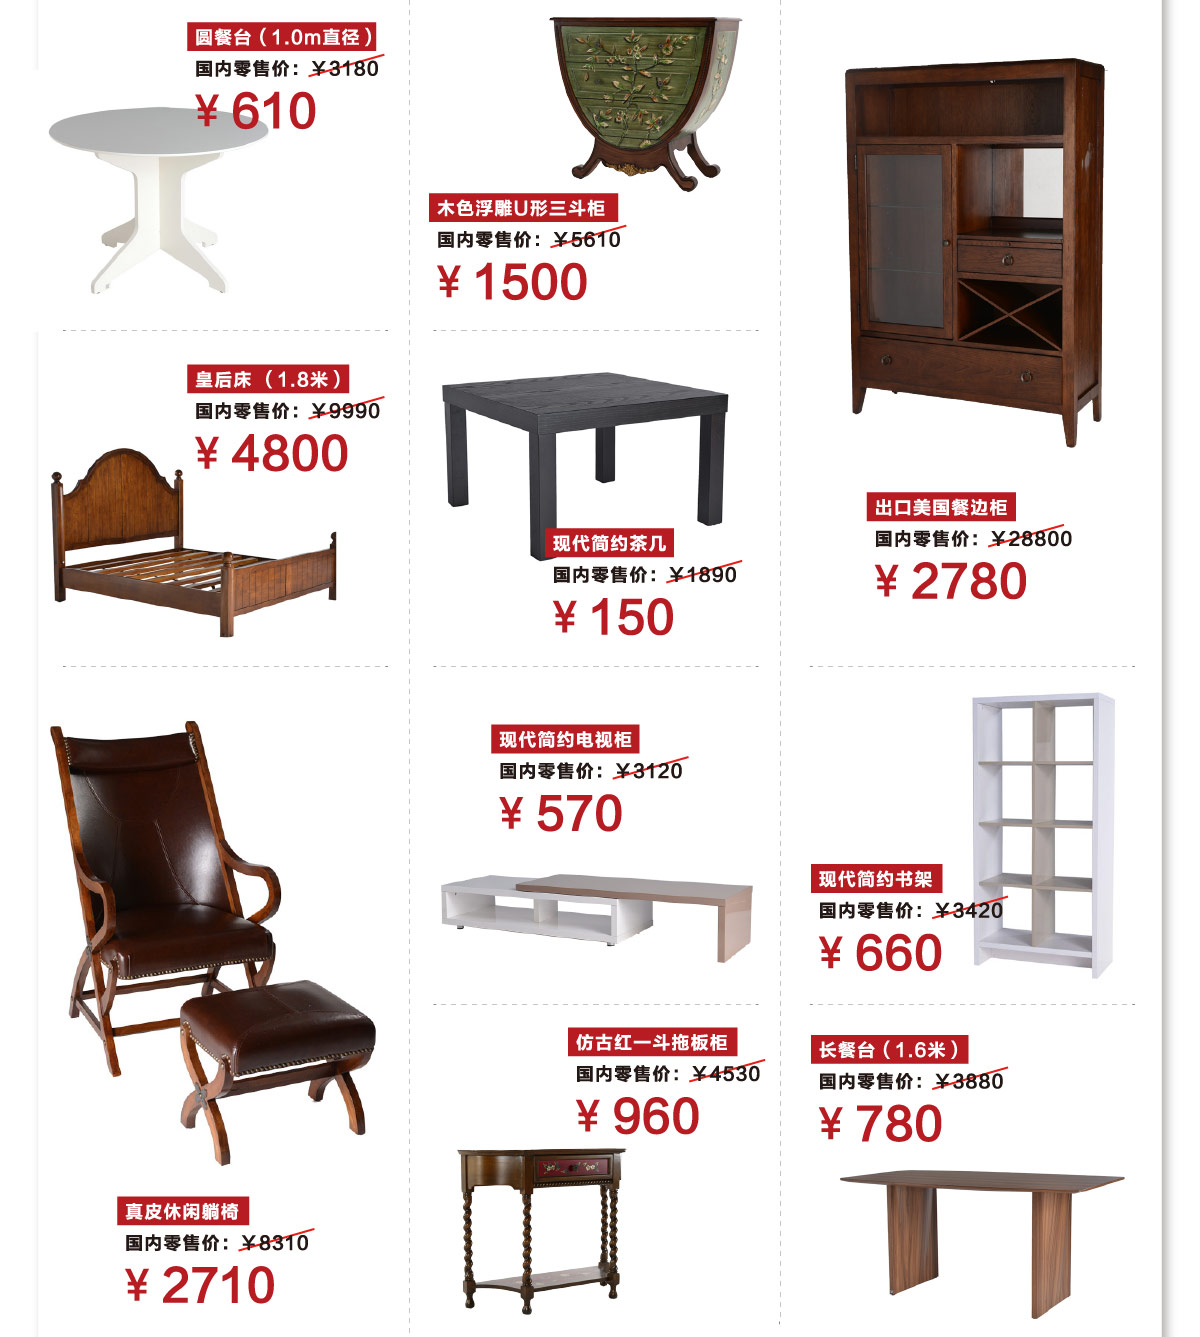 圆餐台（1.0m直径）
国内零售价：￥3180
￥610
木色浮雕U形三斗柜
国内零售价：￥5610
￥1500
皇后床 （1.8米）
国内零售价：￥9990
￥4800
现代简约茶几
国内零售价：￥1890
￥150
出口美国餐边柜
国内零售价：￥28800
￥2780
真皮休闲躺椅
国内零售价：￥8310
￥2710
现代简约电视柜
国内零售价：￥3120
￥570
现代简约书架
国内零售价：￥3420
￥660
仿古红一斗拖板柜
国内零售价：￥4530
￥960
长餐台（1.6米）
国内零售价：￥3880
￥780